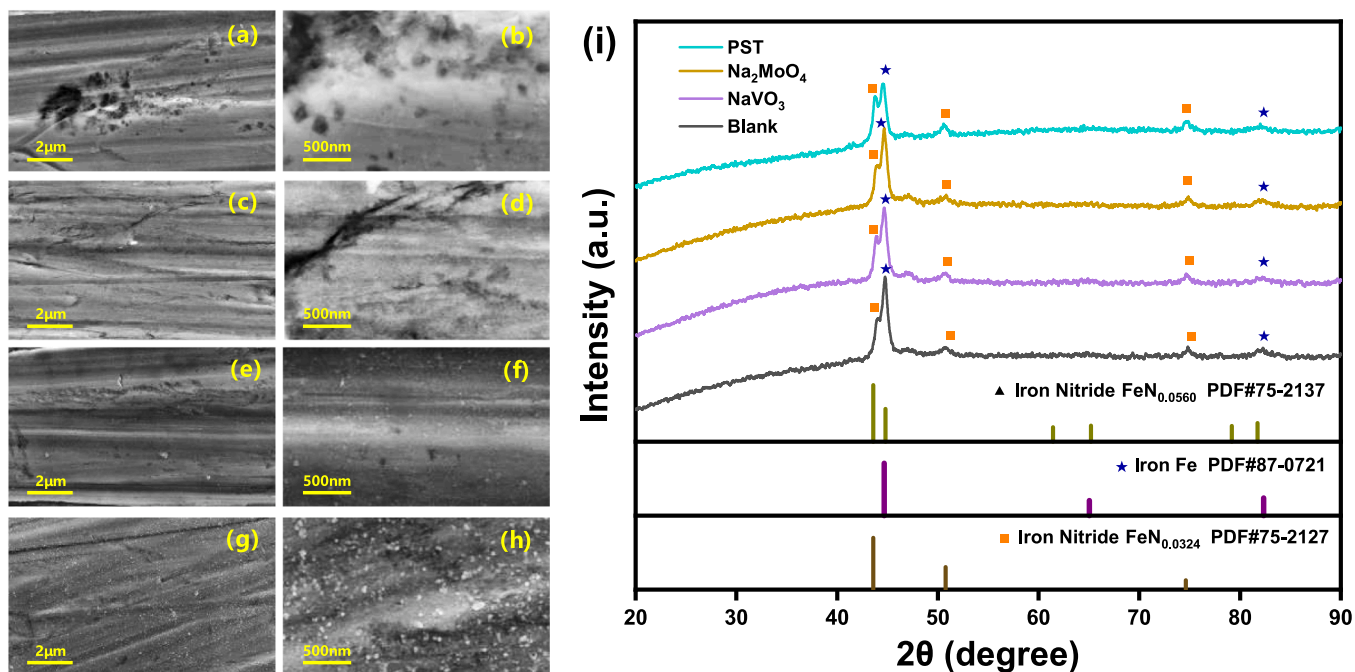 (a)
2μm
(b)
500nm
(c)
2μm
(d)
500nm
(e)
2μm
(f)
500nm
(g)
2μm
(h)
500nm
(i)
PST
Na₂MoO₄
NaVO₃
Blank
Intensity (a.u.)
▲ Iron Nitride FeN₀.₀₅₆₀ PDF#75-2137
★ Iron Fe PDF#87-0721
■ Iron Nitride FeN₀.₀₃₂₄ PDF#75-2127
20 30 40 50 60 70 80 90
2θ (degree)